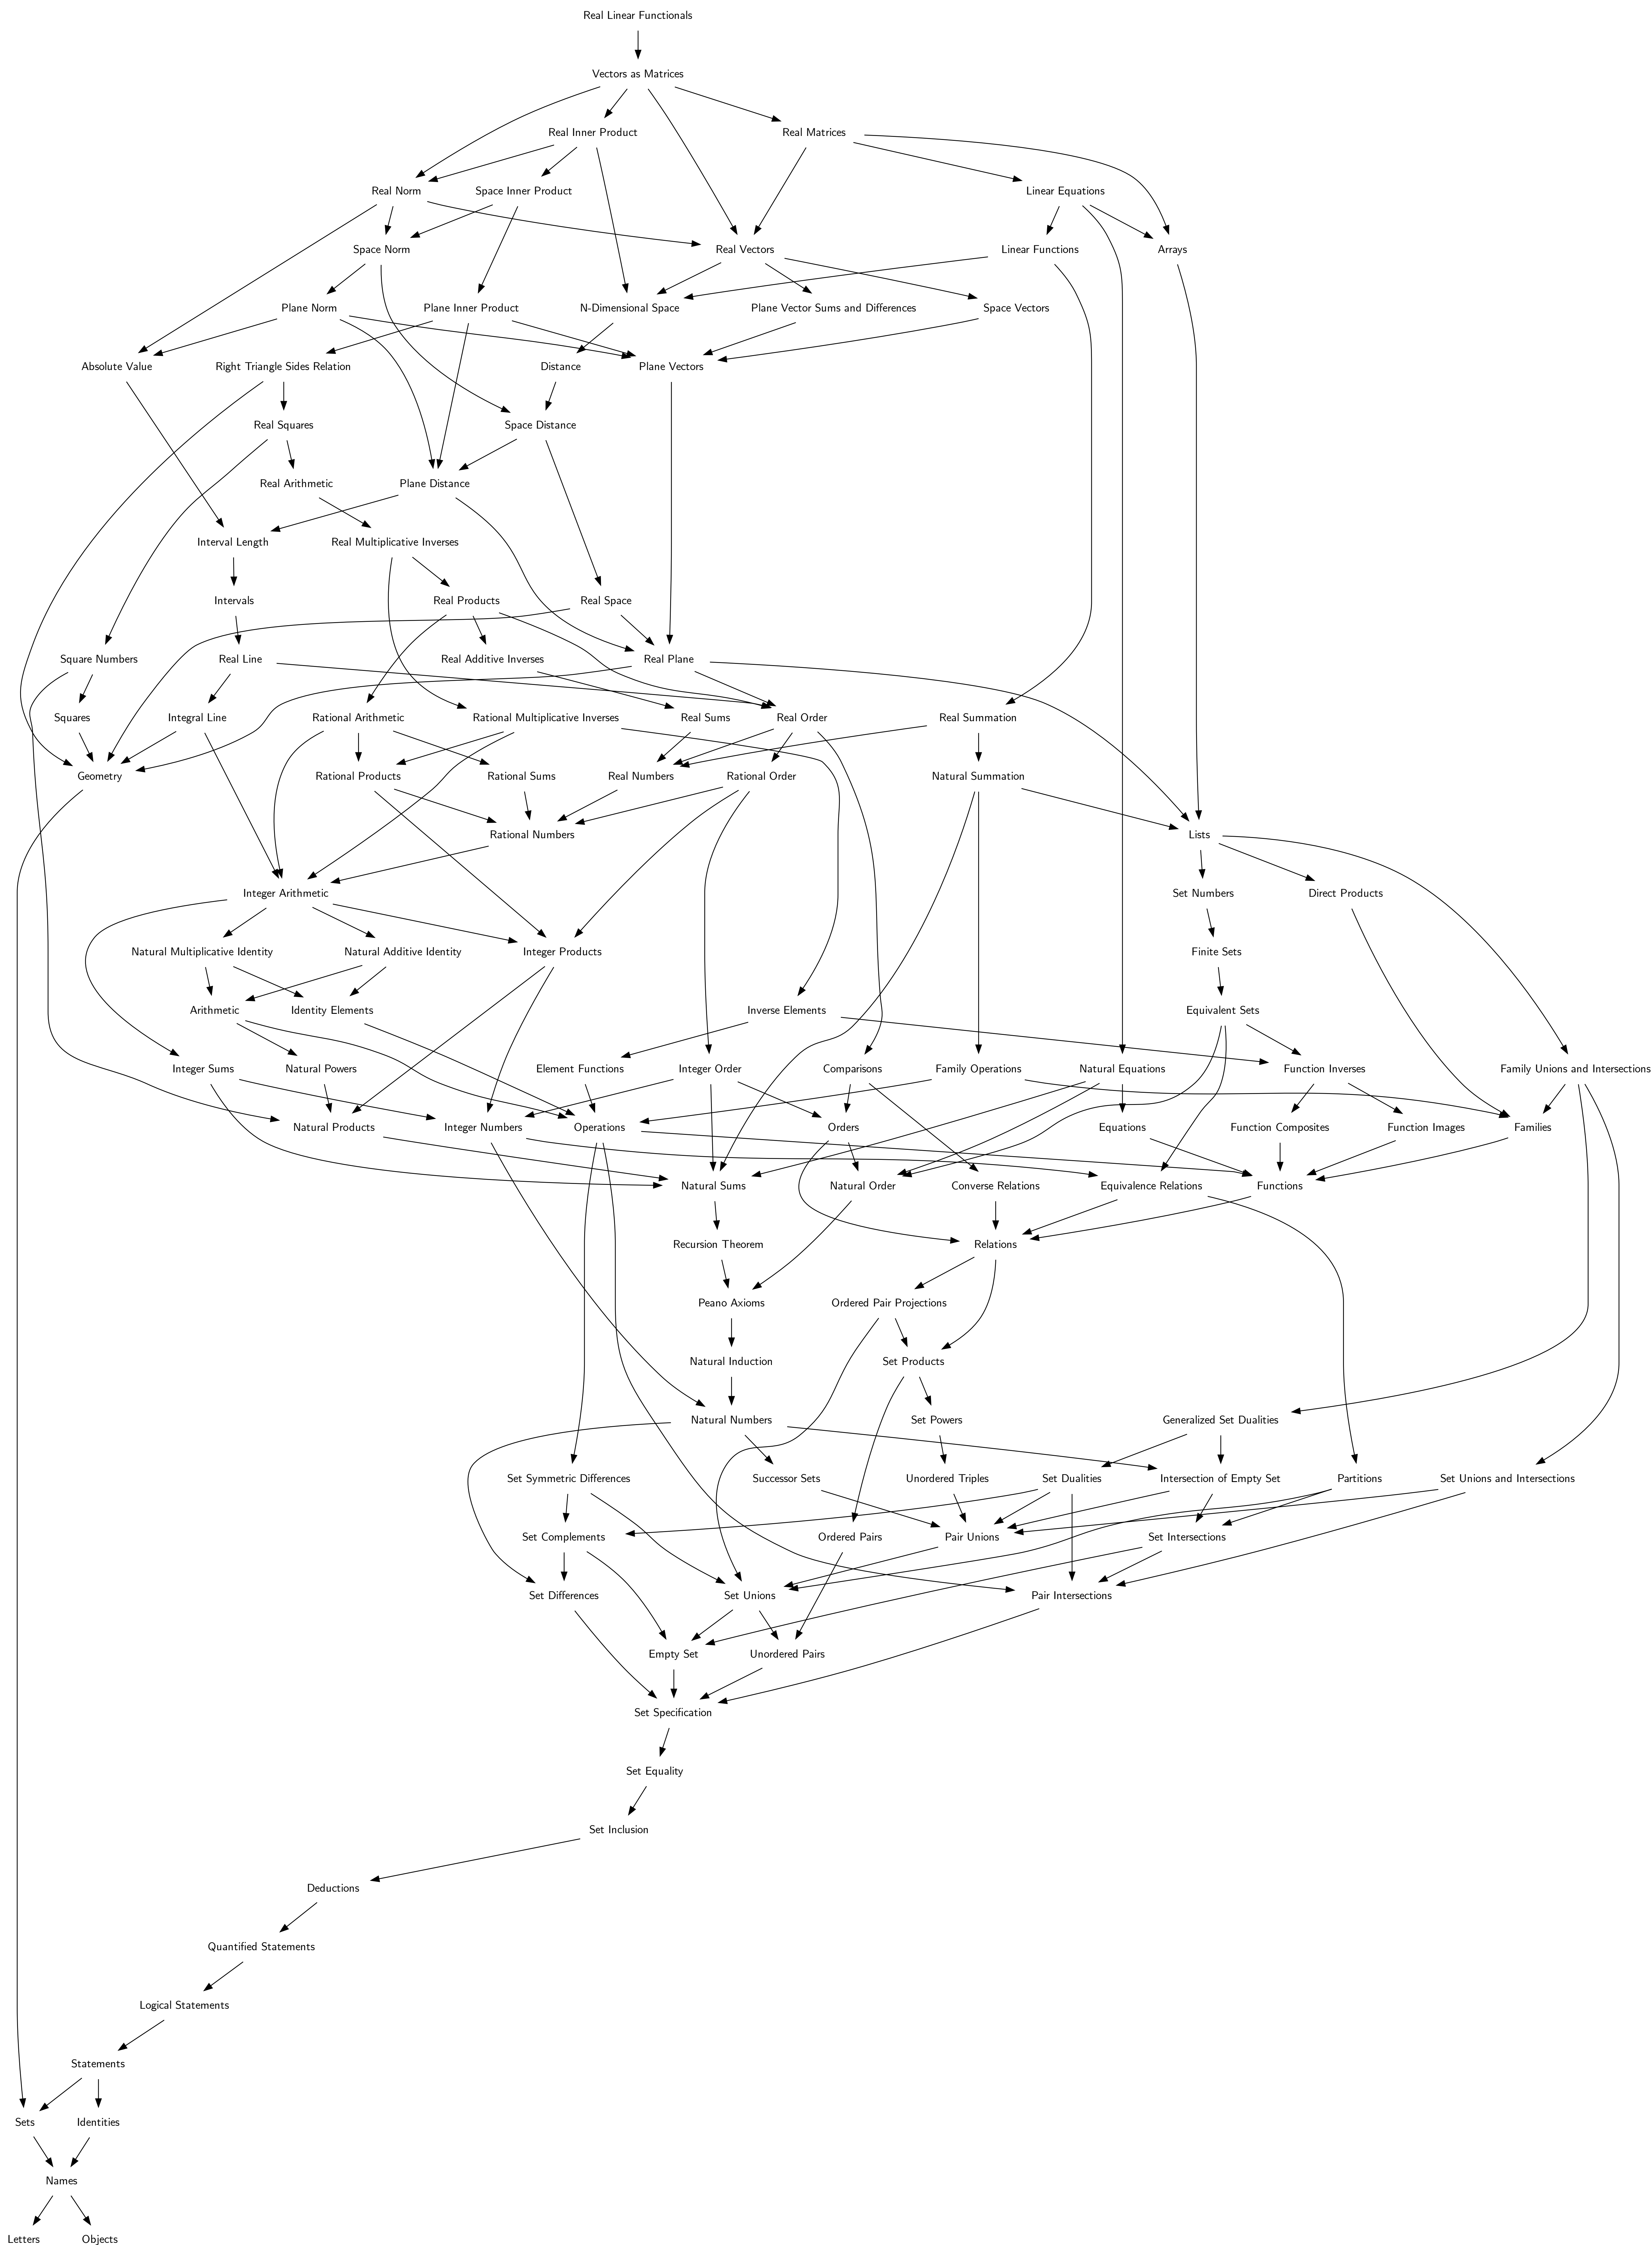 Real Linear Functionals
Vectors as Matrices
Real Inner Product
Real Matrices
Real Norm
Space Inner Product
Linear Equations
Space Norm
Real Vectors
Linear Functions
Arrays
Plane Norm
Plane Inner Product
N-Dimensional Space
Plane Vector Sums and Differences
Space Vectors
Absolute Value
Right Triangle Sides Relation
Distance
Plane Vectors
Real Squares
Space Distance
Real Arithmetic
Plane Distance
Interval Length
Real Multiplicative Inverses
Intervals
Real Products
Real Space
Square Numbers
Real Line
Real Additive Inverses
Real Plane
Squares
Integral Line
Rational Arithmetic
Rational Multiplicative Inverses
Real Sums
Real Order
Real Summation
Geometry
Rational Products
Rational Sums
Real Numbers
Rational Order
Natural Summation
Rational Numbers
Lists
Integer Arithmetic
Set Numbers
Direct Products
Natural Multiplicative Identity
Natural Additive Identity
Integer Products
Finite Sets
Arithmetic
Identity Elements
Inverse Elements
Equivalent Sets
Integer Sums
Natural Powers
Element Functions
Integer Order
Comparisons
Family Operations
Natural Equations
Function Inverses
Family Unions and Intersections
Natural Products
Integer Numbers
Operations
Orders
Equations
Function Composites
Function Images
Families
Natural Sums
Natural Order
Converse Relations
Equivalence Relations
Functions
Recursion Theorem
Relations
Peano Axioms
Ordered Pair Projections
Natural Induction
Set Products
Natural Numbers
Set Powers
Generalized Set Dualities
Set Symmetric Differences
Successor Sets
Unordered Triples
Set Dualities
Intersection of Empty Set
Partitions
Set Unions and Intersections
Set Complements
Ordered Pairs
Pair Unions
Set Intersections
Set Differences
Set Unions
Pair Intersections
Empty Set
Unordered Pairs
Set Specification
Set Equality
Set Inclusion
Deductions
Quantified Statements
Logical Statements
Statements
Sets
Identities
Names
Letters
Objects